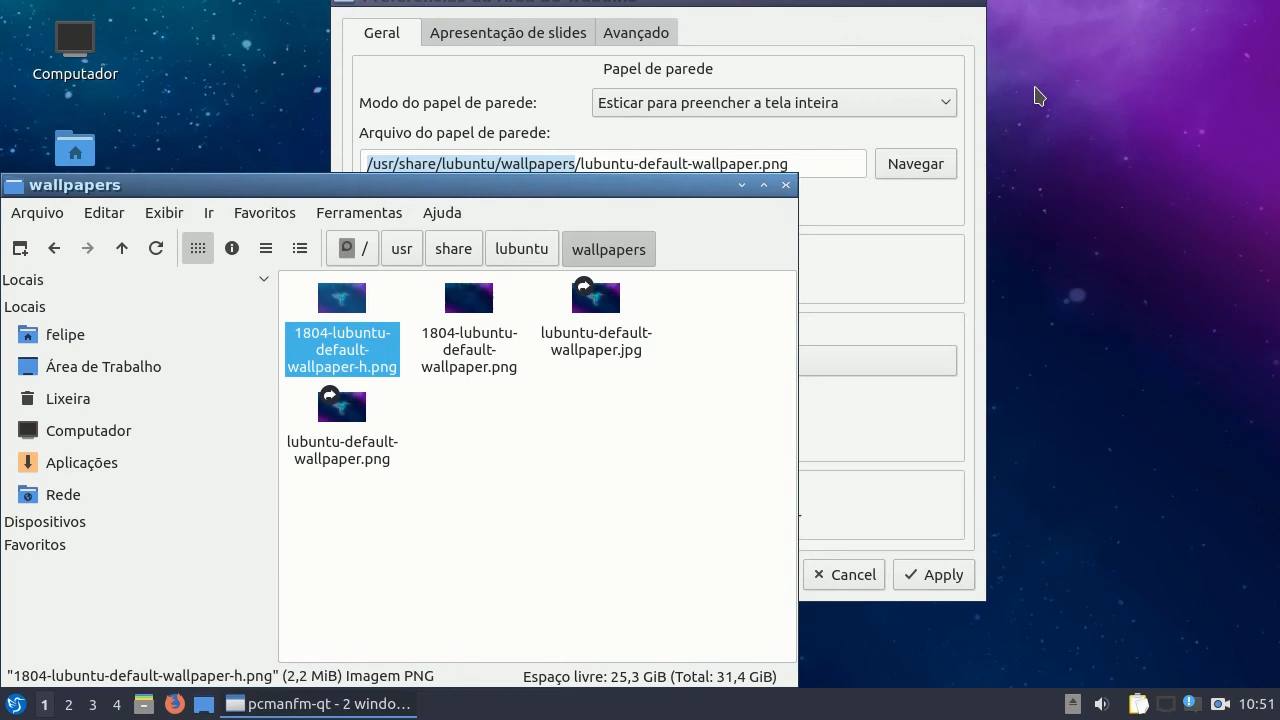 Computador
Geral
Apresentação de slides
Avançado
Papel de parede
Modo do papel de parede:
Esticar para preencher a tela inteira
Arquivo do papel de parede:
/usr/share/lubuntu/wallpapers/lubuntu-default-wallpaper.png
Navegar
wallpapers
Arquivo
Editar
Exibir
Ir
Favoritos
Ferramentas
Ajuda
/
usr
share
lubuntu
wallpapers
Locais
Locais
felipe
Área de Trabalho
Lixeira
Computador
Aplicações
Rede
Dispositivos
Favoritos
1804-lubuntu-
default-
wallpaper-h.png
1804-lubuntu-
default-
wallpaper.png
lubuntu-default-
wallpaper.jpg
lubuntu-default-
wallpaper.png
Cancel
Apply
"1804-lubuntu-default-wallpaper-h.png" (2,2 MiB) Imagem PNG
Espaço livre: 25,3 GiB (Total: 31,4 GiB)
1
2
3
4
pcmanfm-qt - 2 windo...
10:51